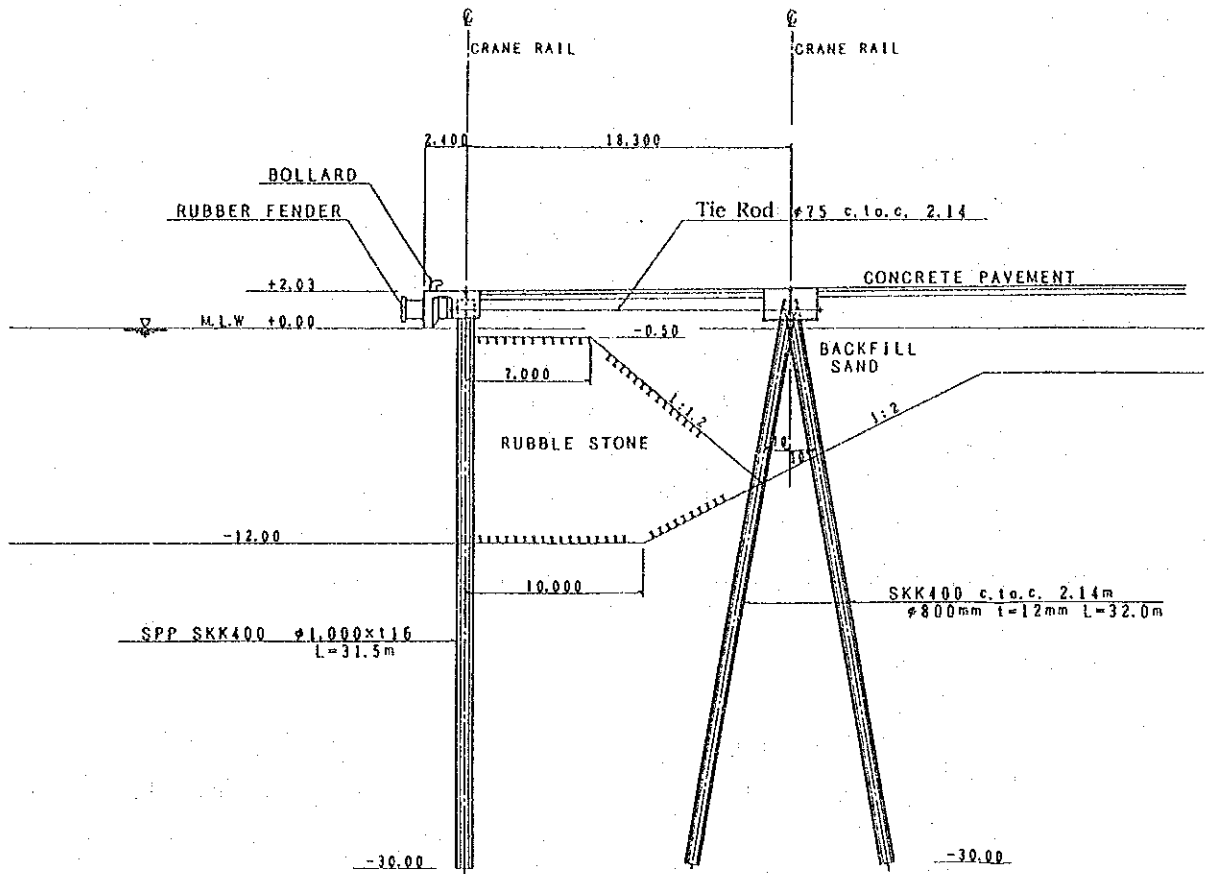 ℄
℄
CRANE RAIL
CRANE RAIL
2.400
18.300
BOLLARD
RUBBER FENDER
Tie Rod φ75 c.to.c. 2.14
+2.03
CONCRETE PAVEMENT
M.L.W +0.00
-0.50
BACKFILL
SAND
7.000
1:1.2
1:2
RUBBLE STONE
10
-12.00
10.000
SKK400 c.to.c. 2.14m
φ800mm t=12mm L=32.0m
SPP SKK400 φ1.000×t16
L=31.5m
-30.00
-30.00